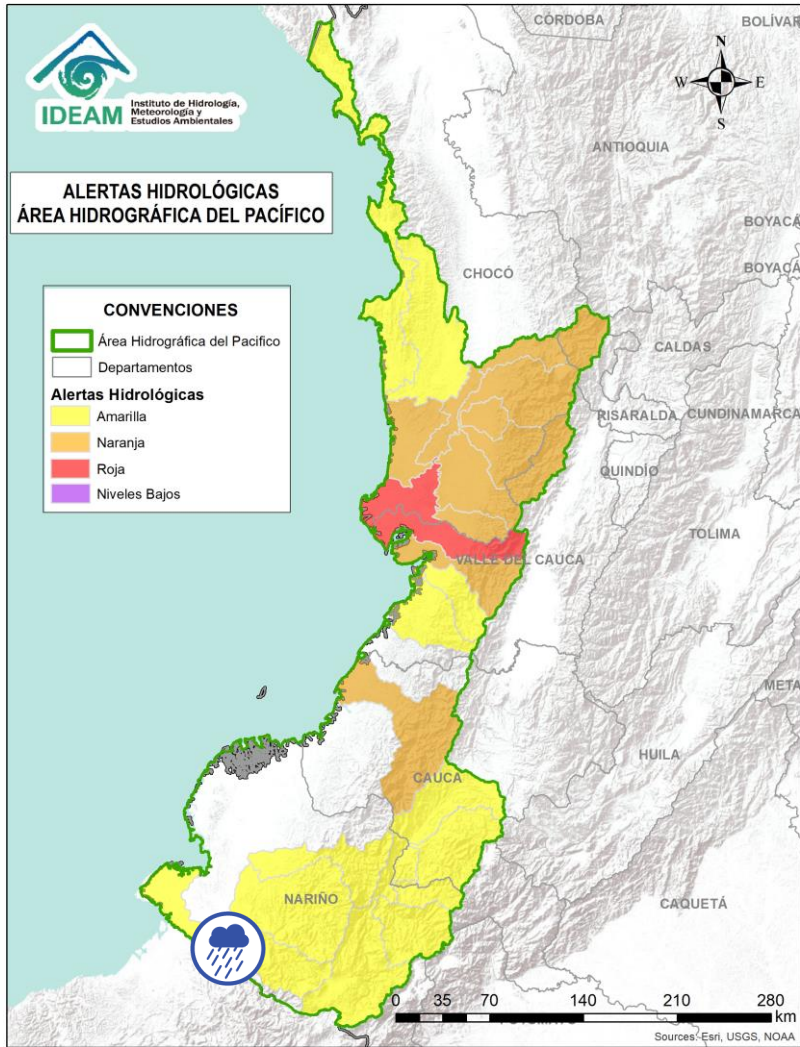 CÓRDOBA
BOLÍVAR
N
W
E
S
IDEAM
Instituto de Hidrología,
Meteorología y
Estudios Ambientales
ANTIOQUIA
ALERTAS HIDROLÓGICAS
ÁREA HIDROGRÁFICA DEL PACÍFICO
BOYACÁ
BOYACÁ
CHOCÓ
CONVENCIONES
Área Hidrográfica del Pacifico
Departamentos
Alertas Hidrológicas
Amarilla
Naranja
Roja
Niveles Bajos
CALDAS
RISARALDA
CUNDINAMARCA
QUINDÍO
TOLIMA
VALLE DEL CAUCA
META
HUILA
CAUCA
NARIÑO
CAQUETÁ
0 35 70 140 210 280
km
Sources: Esri, USGS, NOAA